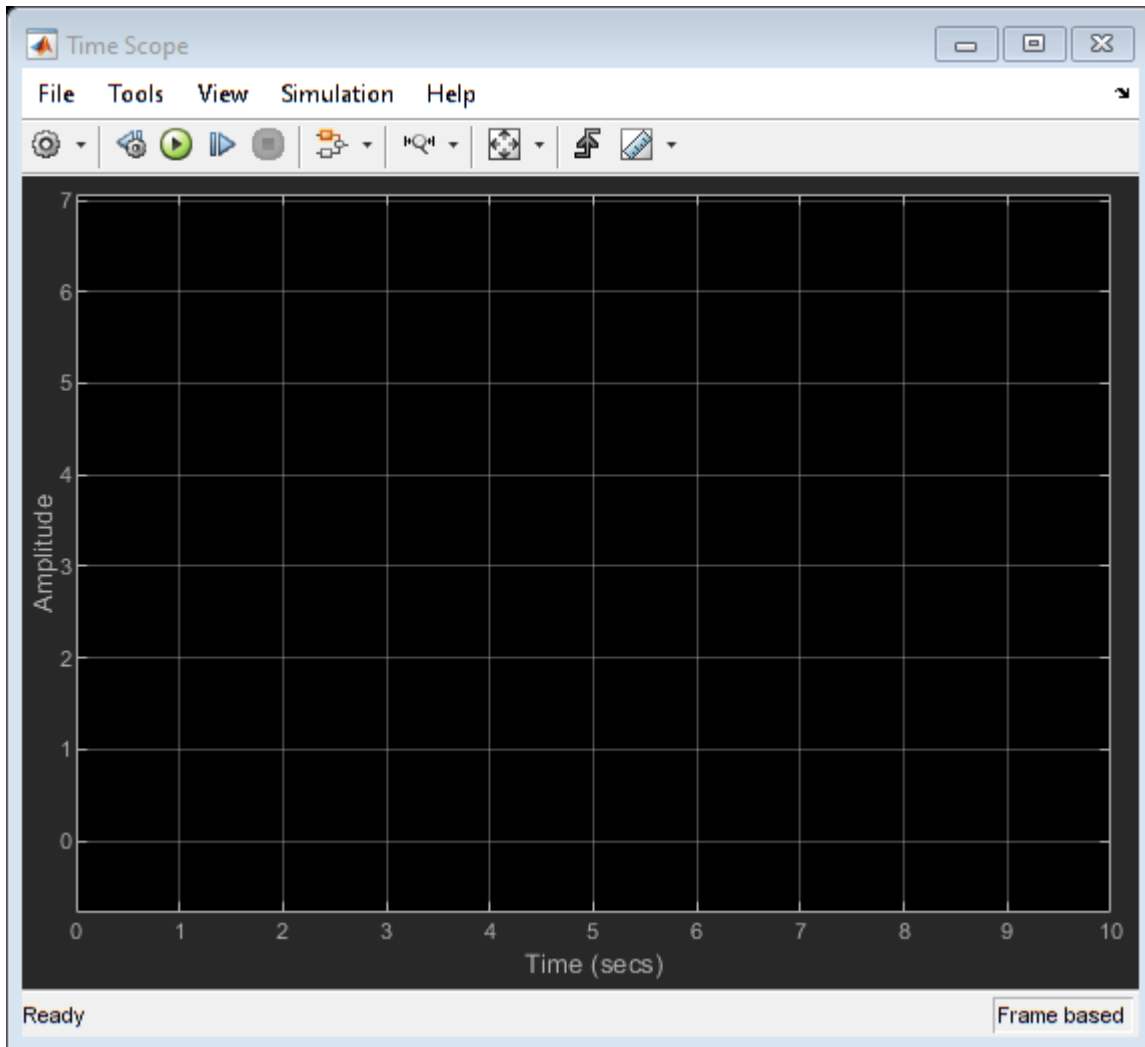 Time Scope
File Tools View Simulation Help
7
6
5
4
3
2
1
0
Amplitude
0 1 2 3 4 5 6 7 8 9 10
Time (secs)
Ready Frame based